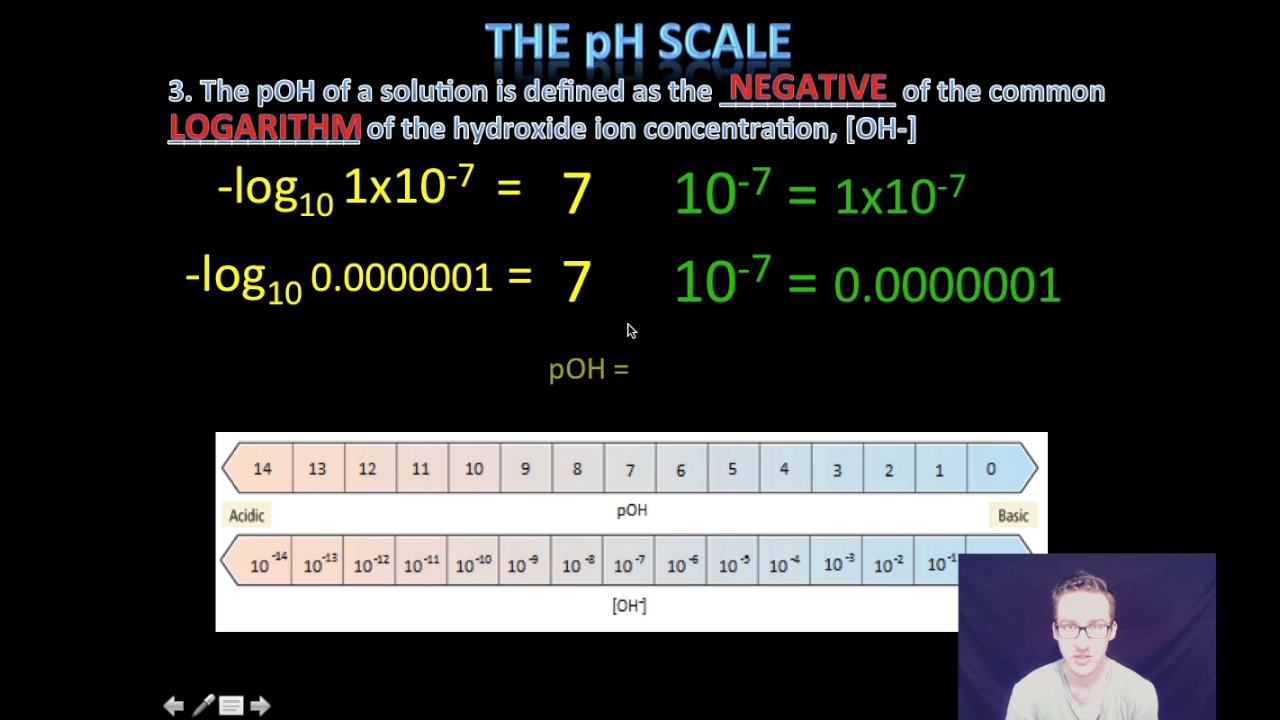 THE pH SCALE
3. The pOH of a solution is defined as the NEGATIVE of the common
LOGARITHM of the hydroxide ion concentration, [OH-]
-log₁₀ 1x10⁻⁷ = 7 10⁻⁷ = 1x10⁻⁷
-log₁₀ 0.0000001 = 7 10⁻⁷ = 0.0000001
pOH =
14 13 12 11 10 9 8 7 6 5 4 3 2 1 0
Acidic pOH Basic
10⁻¹⁴ 10⁻¹³ 10⁻¹² 10⁻¹¹ 10⁻¹⁰ 10⁻⁹ 10⁻⁸ 10⁻⁷ 10⁻⁶ 10⁻⁵ 10⁻⁴ 10⁻³ 10⁻² 10⁻¹
[OH⁻]